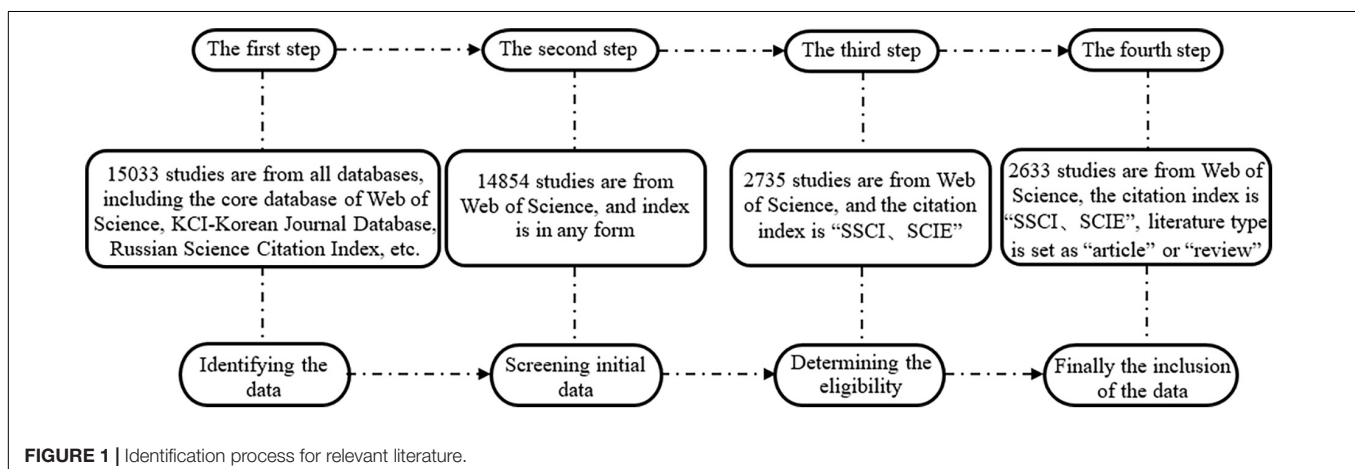 The first step
The second step
The third step
The fourth step
15033 studies are from all databases,
including the core database of Web of
Science, KCI-Korean Journal Database,
Russian Science Citation Index, etc.
14854 studies are from
Web of Science, and index
is in any form
2735 studies are from Web
of Science, and the citation
index is “SSCI、SCIE”
2633 studies are from Web of
Science, the citation index is
“SSCI、SCIE”, literature type
is set as “article” or “review”
Identifying the
data
Screening initial
data
Determining the
eligibility
Finally the inclusion
of the data
FIGURE 1 | Identification process for relevant literature.